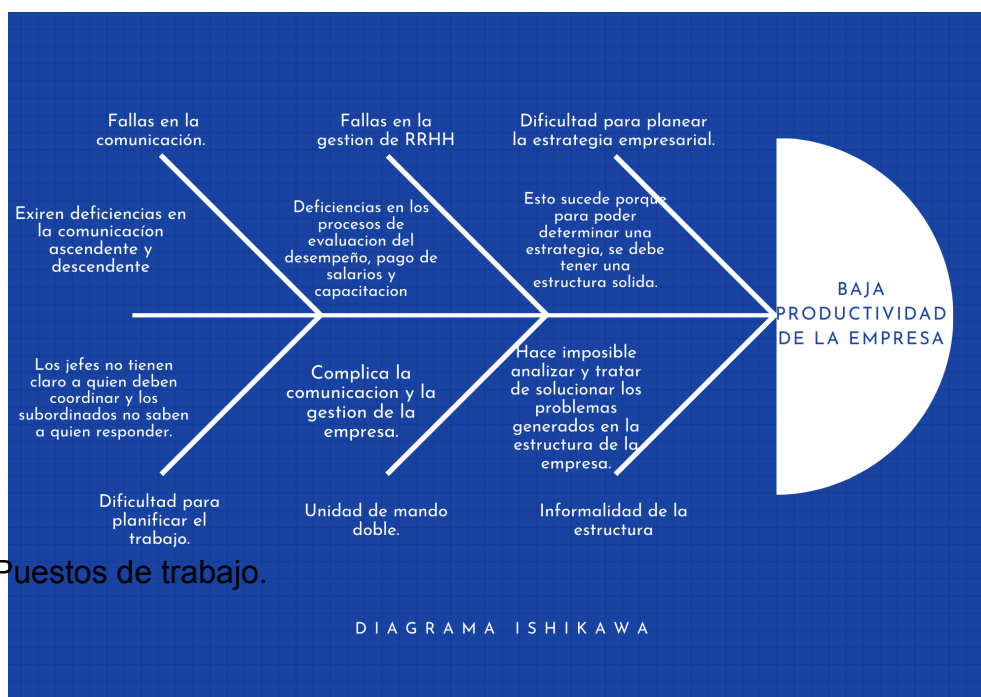 Fallas en la
comunicación.
Fallas en la
gestion de RRHH
Dificultad para planear
la estrategia empresarial.
Exiren deficiencias en
la comunicacíon
ascendente y
descendente
Deficiencias en los
procesos de
evaluacion del
desempeño, pago de
salarios y
capacitacion
Esto sucede porque
para poder
determinar una
estrategia, se debe
tener una
estructura solida.
BAJA
PRODUCTIVIDAD
DE LA EMPRESA
Los jefes no tienen
claro a quien deben
coordinar y los
subordinados no saben
a quien responder.
Complica la
comunicacion y la
gestion de la
empresa.
Hace imposible
analizar y tratar
de solucionar los
problemas
generados en la
estructura de la
empresa.
Dificultad para
planificar el
trabajo.
Unidad de mando
doble.
Informalidad de la
estructura
Puestos de trabajo.
DIAGRAMA ISHIKAWA